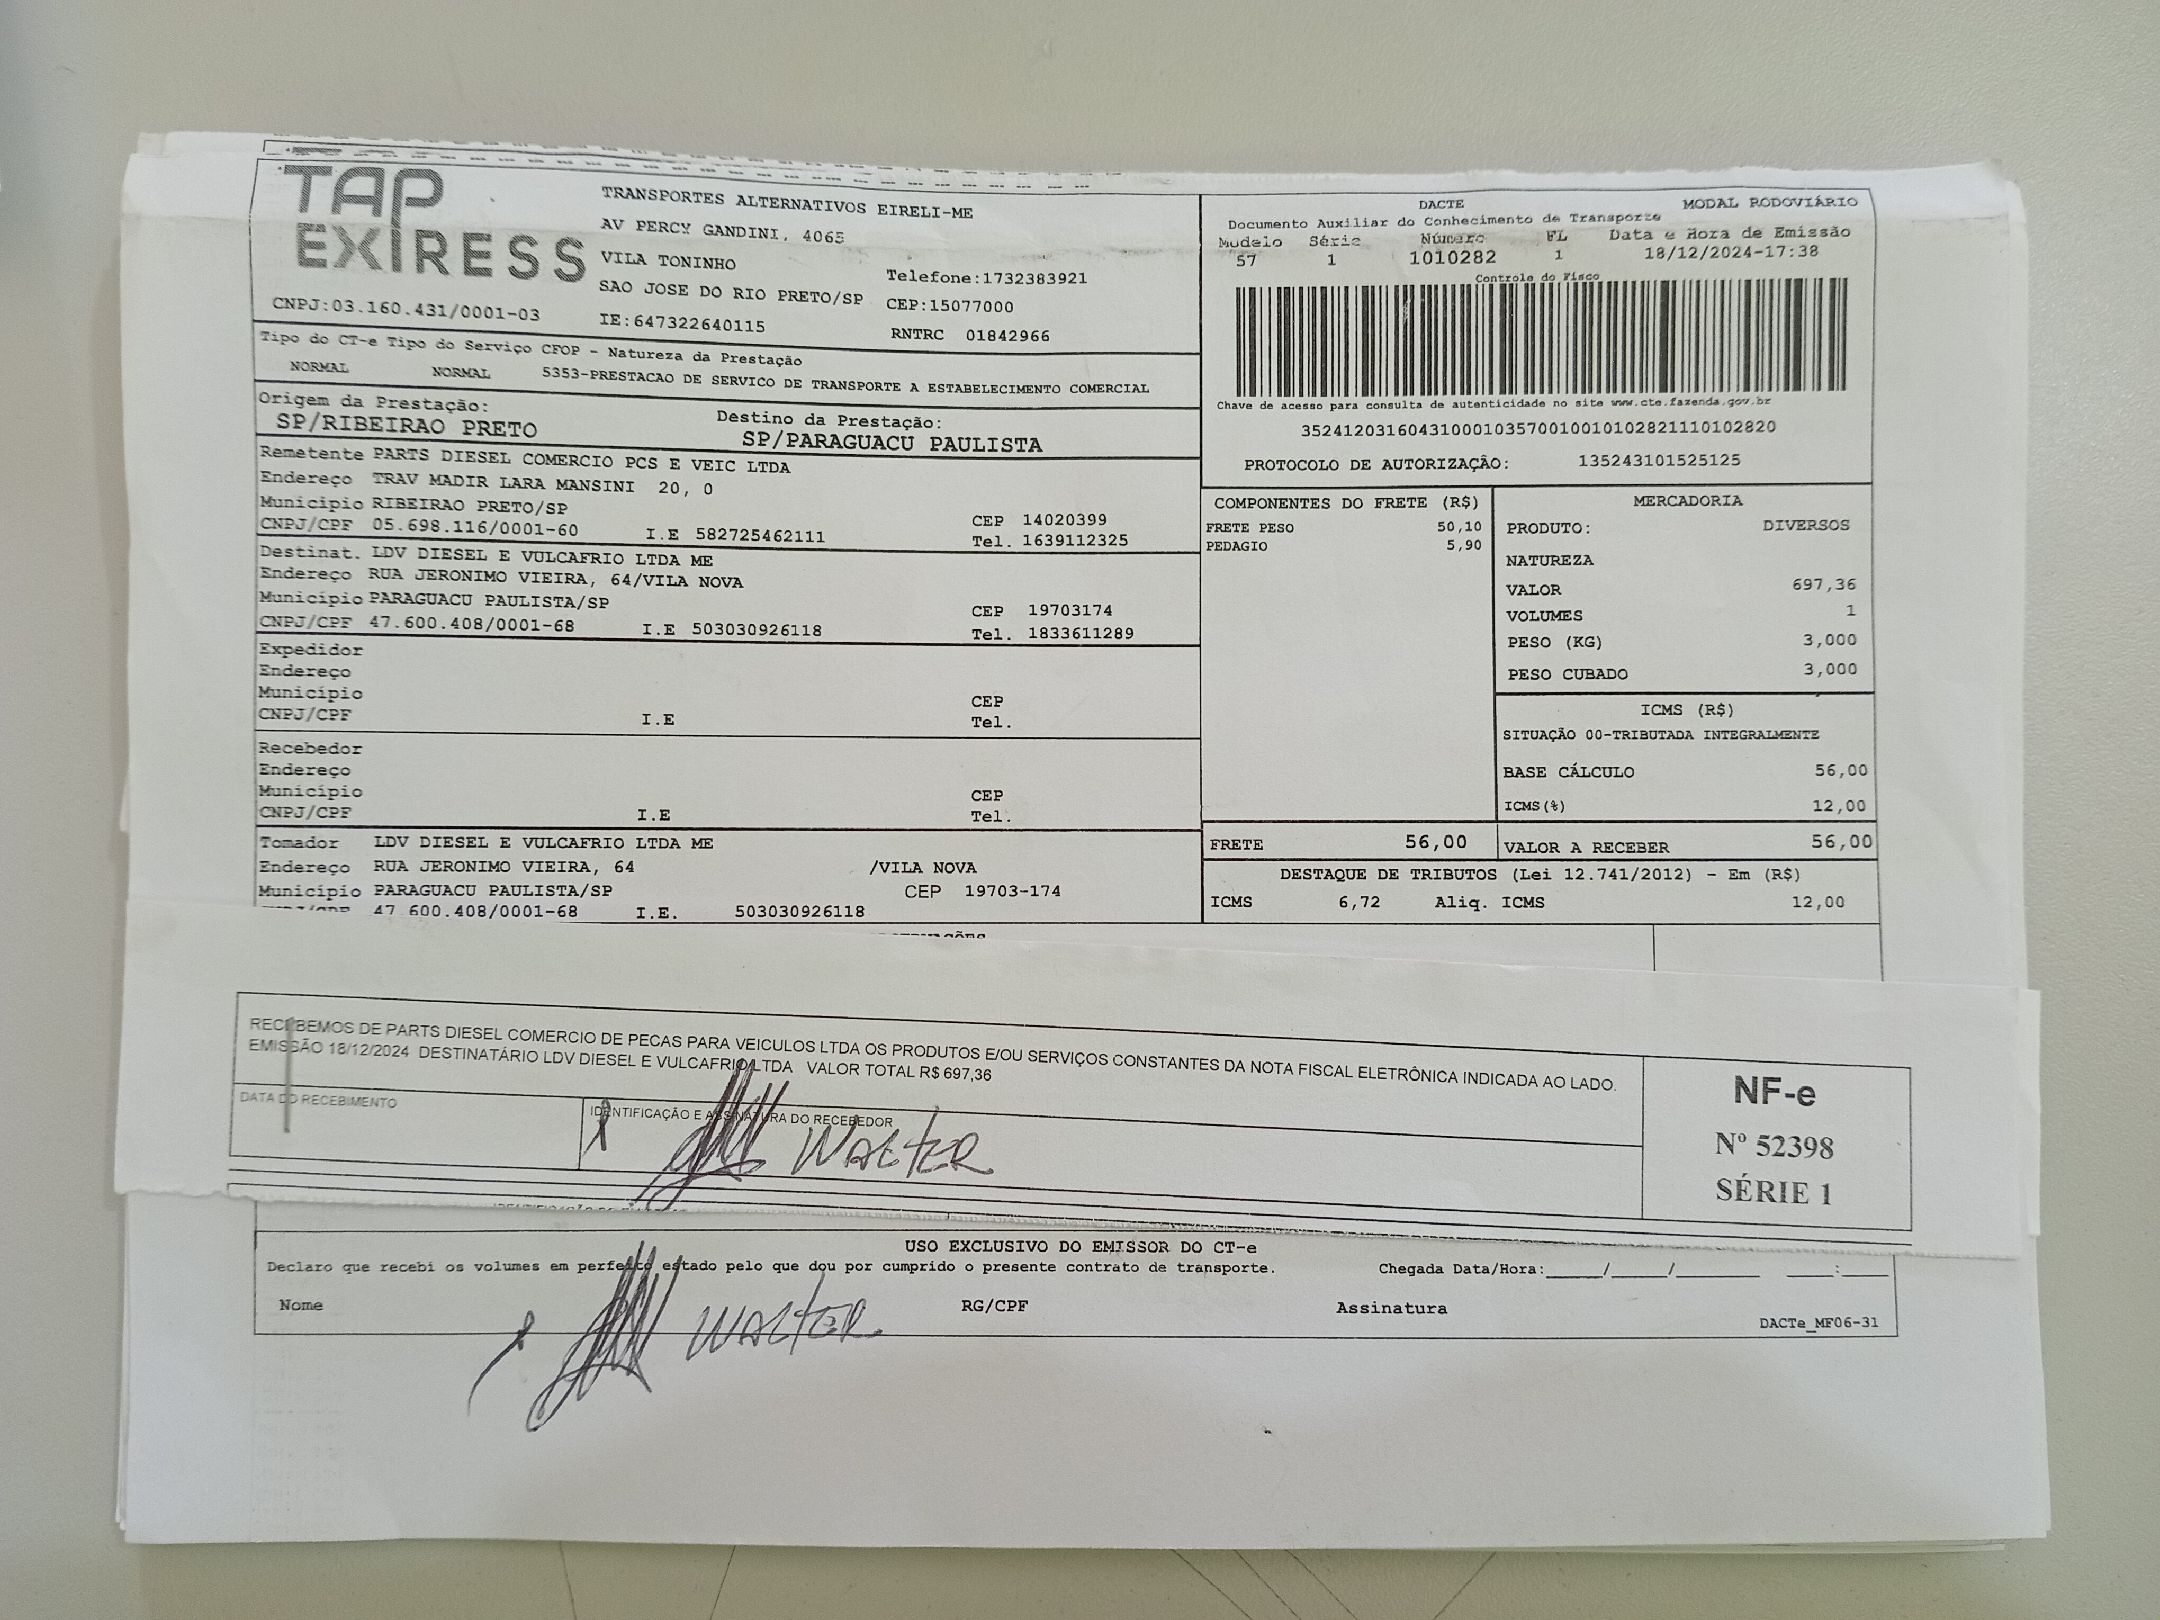 TAP
EXPRESS
CNPJ:03.160.431/0001-03
TRANSPORTES ALTERNATIVOS EIRELI-ME
AV PERCY GANDINI, 4065
VILA TONINHO
SAO JOSE DO RIO PRETO/SP
IE:647322640115
Telefone:1732383921
CEP:15077000
RNTRC 01842966
DACTE MODAL RODOVIÁRIO
Documento Auxiliar do Conhecimento de Transporte
Modelo Série Número FL Data e Hora de Emissão
57 1 1010282 1 18/12/2024-17:38
Controle do Fisco
Chave de acesso para consulta de autenticidade no site www.cte.fazenda.gov.br
35241203160431000103570010010102821110102820
PROTOCOLO DE AUTORIZAÇÃO: 135243101525125
Tipo do CT-e Tipo do Serviço CFOP - Natureza da Prestação
NORMAL NORMAL 5353-PRESTACAO DE SERVICO DE TRANSPORTE A ESTABELECIMENTO COMERCIAL
Origem da Prestação: Destino da Prestação:
SP/RIBEIRAO PRETO SP/PARAGUACU PAULISTA
Remetente PARTS DIESEL COMERCIO PCS E VEIC LTDA
Endereço TRAV MADIR LARA MANSINI 20, 0
Município RIBEIRAO PRETO/SP CEP 14020399
CNPJ/CPF 05.698.116/0001-60 I.E 582725462111 Tel. 1639112325
Destinat. LDV DIESEL E VULCAFRIO LTDA ME
Endereço RUA JERONIMO VIEIRA, 64/VILA NOVA
Município PARAGUACU PAULISTA/SP CEP 19703174
CNPJ/CPF 47.600.408/0001-68 I.E 503030926118 Tel. 1833611289
Expedidor
Endereço
Município CEP
CNPJ/CPF I.E Tel.
Recebedor
Endereço
Município CEP
CNPJ/CPF I.E Tel.
Tomador LDV DIESEL E VULCAFRIO LTDA ME
Endereço RUA JERONIMO VIEIRA, 64 /VILA NOVA
Município PARAGUACU PAULISTA/SP CEP 19703-174
47.600.408/0001-68 I.E. 503030926118
COMPONENTES DO FRETE (R$)
FRETE PESO 50,10
PEDAGIO 5,90
MERCADORIA
PRODUTO: DIVERSOS
NATUREZA
VALOR 697,36
VOLUMES 1
PESO (KG) 3,000
PESO CUBADO 3,000
ICMS (R$)
SITUAÇÃO 00-TRIBUTADA INTEGRALMENTE
BASE CÁLCULO 56,00
ICMS(%) 12,00
FRETE 56,00 VALOR A RECEBER 56,00
DESTAQUE DE TRIBUTOS (Lei 12.741/2012) - Em (R$)
ICMS 6,72 Aliq. ICMS 12,00
RECEBEMOS DE PARTS DIESEL COMERCIO DE PECAS PARA VEICULOS LTDA OS PRODUTOS E/OU SERVIÇOS CONSTANTES DA NOTA FISCAL ELETRÔNICA INDICADA AO LADO.
EMISSÃO 18/12/2024 DESTINATÁRIO LDV DIESEL E VULCAFRIO LTDA VALOR TOTAL R$ 697,36
DATA DO RECEBIMENTO IDENTIFICAÇÃO E ASSINATURA DO RECEBEDOR
WALTER
NF-e
Nº 52398
SÉRIE 1
USO EXCLUSIVO DO EMISSOR DO CT-e
Declaro que recebi os volumes em perfeito estado pelo que dou por cumprido o presente contrato de transporte. Chegada Data/Hora:_____/_____/_________ _____:_____
Nome RG/CPF Assinatura
WALTER
DACTe_MF06-31